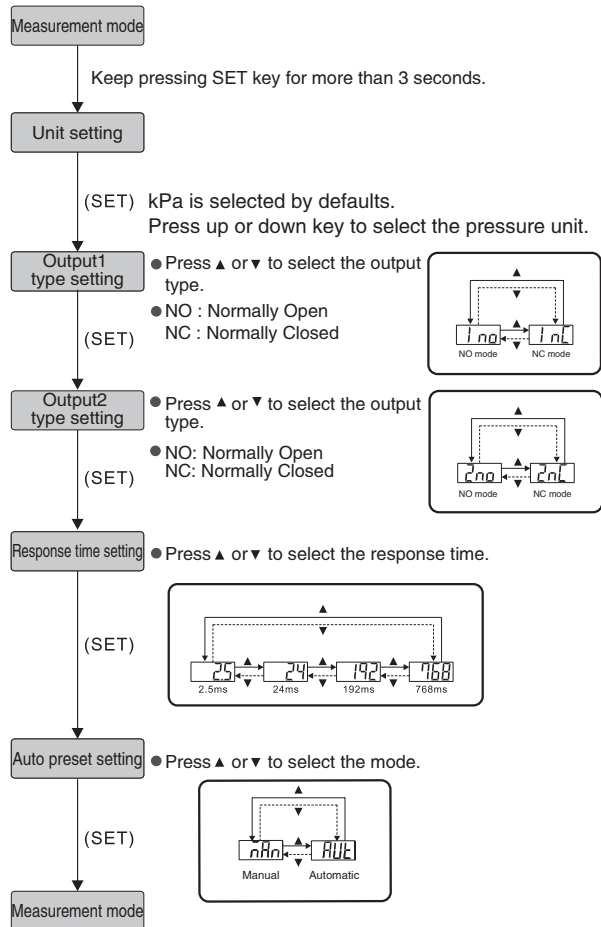 Measurement mode
Keep pressing SET key for more than 3 seconds.
Unit setting
(SET) kPa is selected by defaults.
Press up or down key to select the pressure unit.
Output1
type setting
● Press ▲ or ▼ to select the output
type.
● NO : Normally Open
NC : Normally Closed
(SET)
▲
▼
1 no ▲ ▼ 1 nC
NO mode NC mode
Output2
type setting
● Press ▲ or ▼ to select the output
type.
● NO: Normally Open
NC: Normally Closed
(SET)
▲
▼
2no ▲ ▼ 2nC
NO mode NC mode
Response time setting ● Press ▲ or ▼ to select the response time.
(SET)
▲
▼
2.5 ▲ ▼ 24 ▲ ▼ 192 ▲ ▼ 768
2.5ms 24ms 192ms 768ms
Auto preset setting ● Press ▲ or ▼ to select the mode.
(SET)
▲
▼
nAn ▲ ▼ AUt
Manual Automatic
Measurement mode